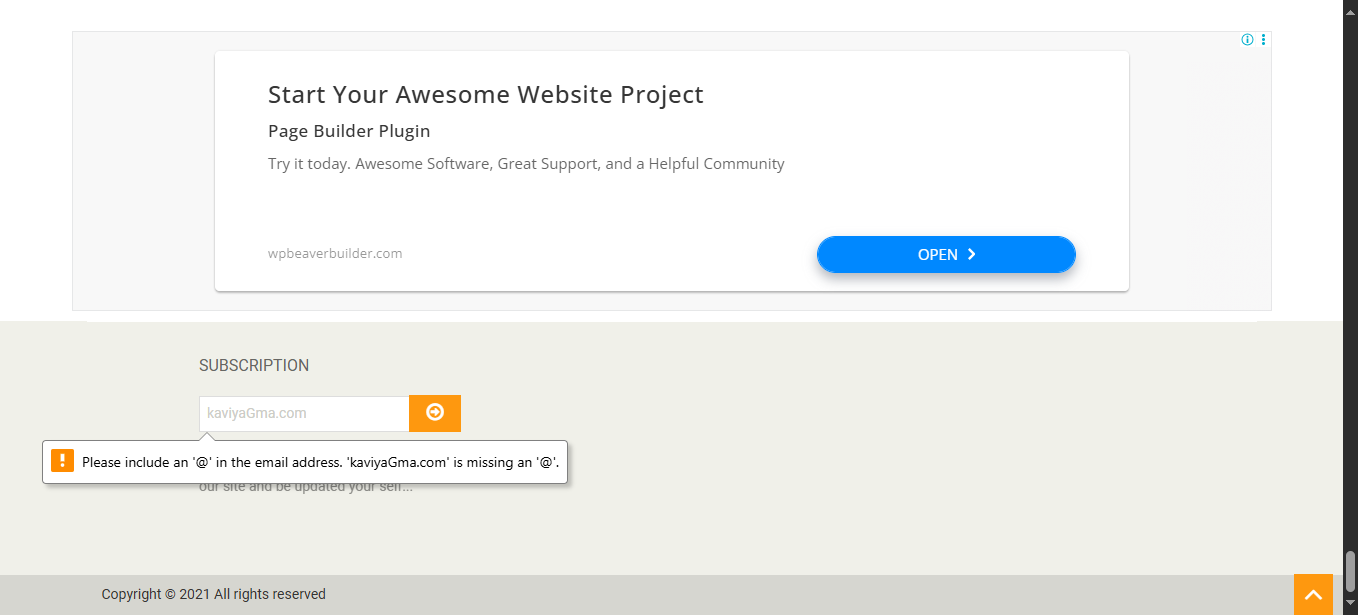 Start Your Awesome Website Project
Page Builder Plugin
Try it today. Awesome Software, Great Support, and a Helpful Community
wpbeaverbuilder.com
OPEN
SUBSCRIPTION
kaviyaGma.com
Please include an '@' in the email address. 'kaviyaGma.com' is missing an '@'.
our site and be updated your self...
Copyright © 2021 All rights reserved